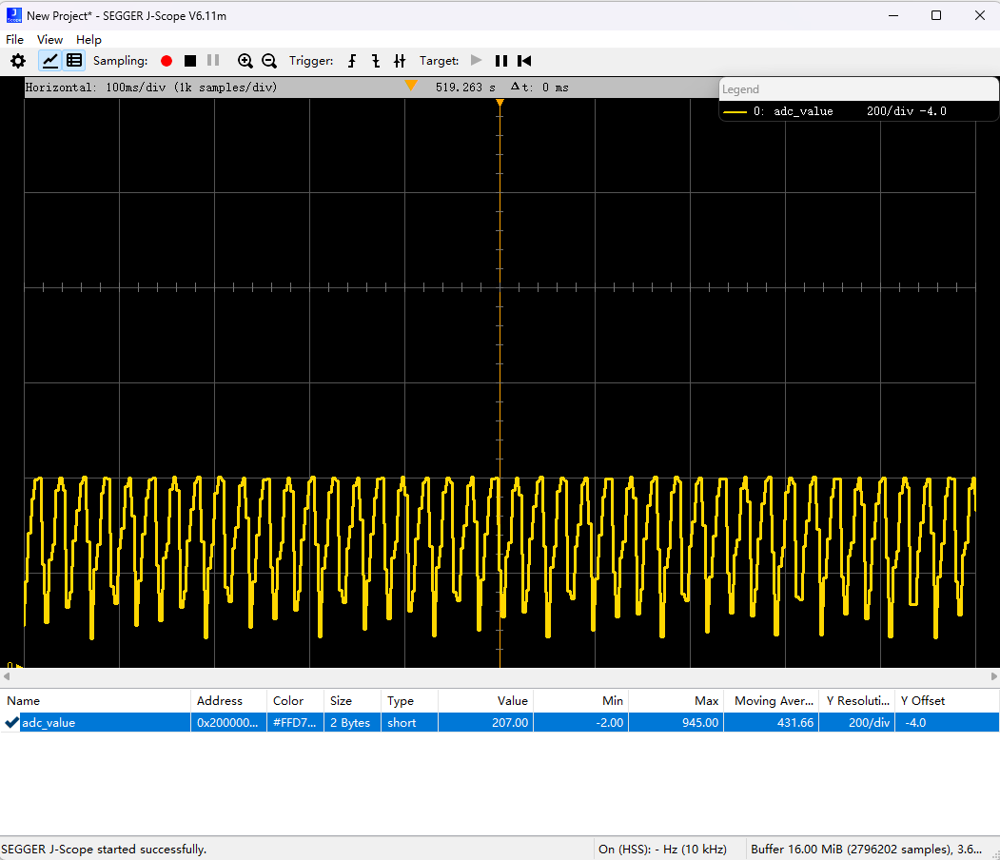 New Project* - SEGGER J-Scope V6.11m
File View Help
Sampling: Trigger: Target:
Horizontal: 100ms/div (1k samples/div) 519.263 s Δt: 0 ms
Legend
0: adc_value 200/div -4.0
0
Name Address Color Size Type Value Min Max Moving Aver... Y Resoluti... Y Offset
adc_value 0x200000... #FFD7... 2 Bytes short 207.00 -2.00 945.00 431.66 200/div -4.0
SEGGER J-Scope started successfully. On (HSS): - Hz (10 kHz) Buffer 16.00 MiB (2796202 samples), 3.6...